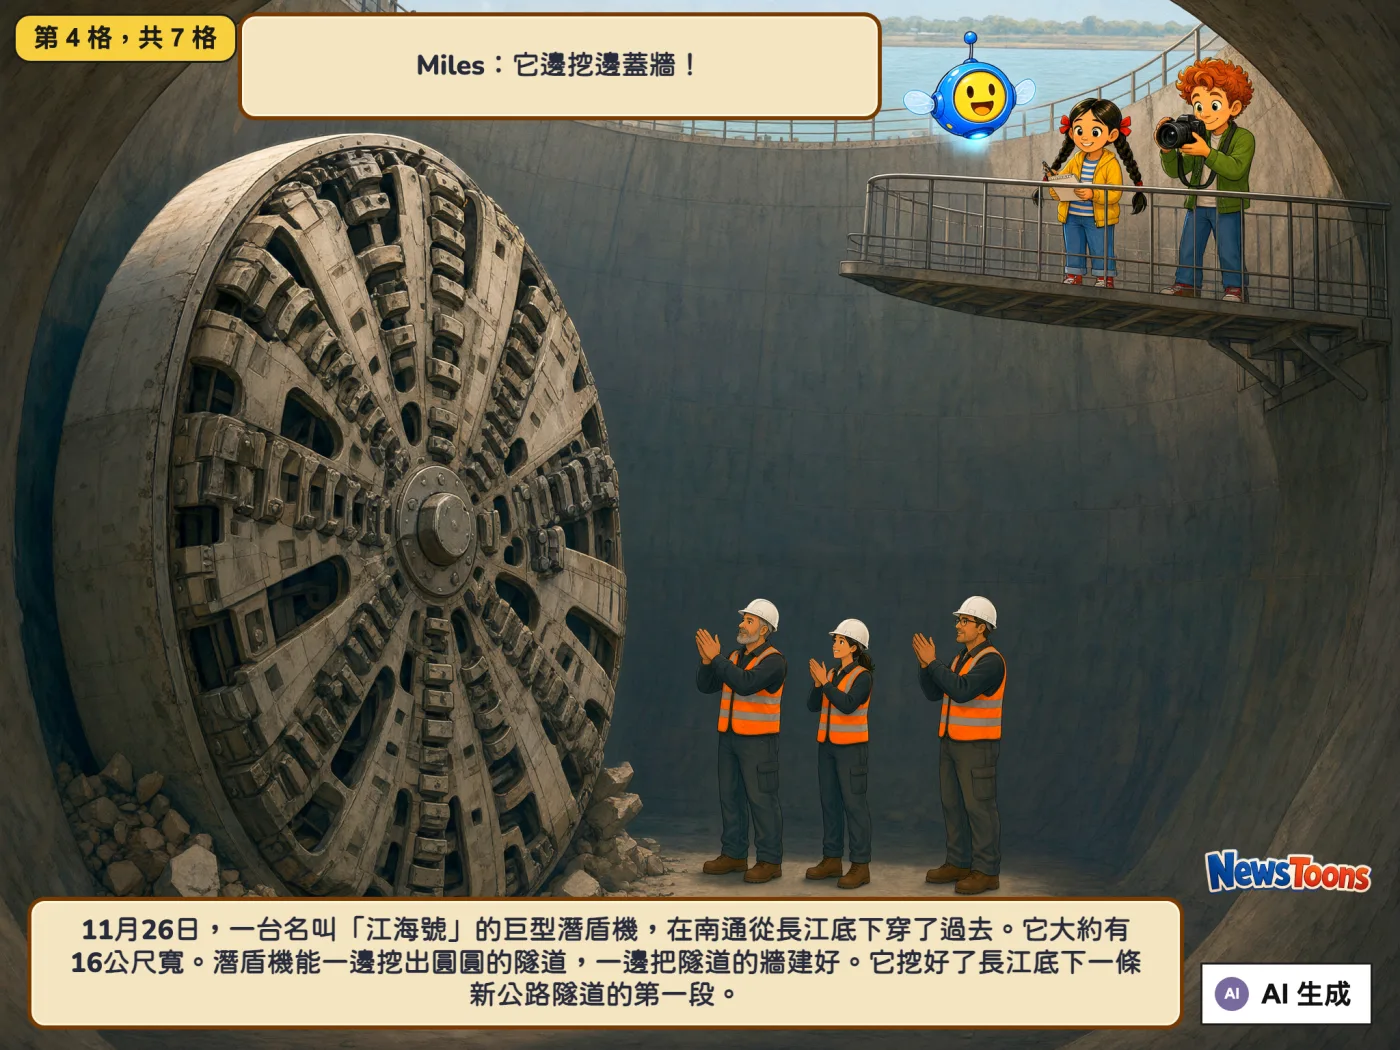 第 4 格，共 7 格
Miles：它邊挖邊蓋牆！
11月26日，一台名叫「江海號」的巨型潛盾機，在南通從長江底下穿了過去。它大約有
16公尺寬。潛盾機能一邊挖出圓圓的隧道，一邊把隧道的牆建好。它挖好了長江底下一條
新公路隧道的第一段。
NewsToons
AI AI 生成